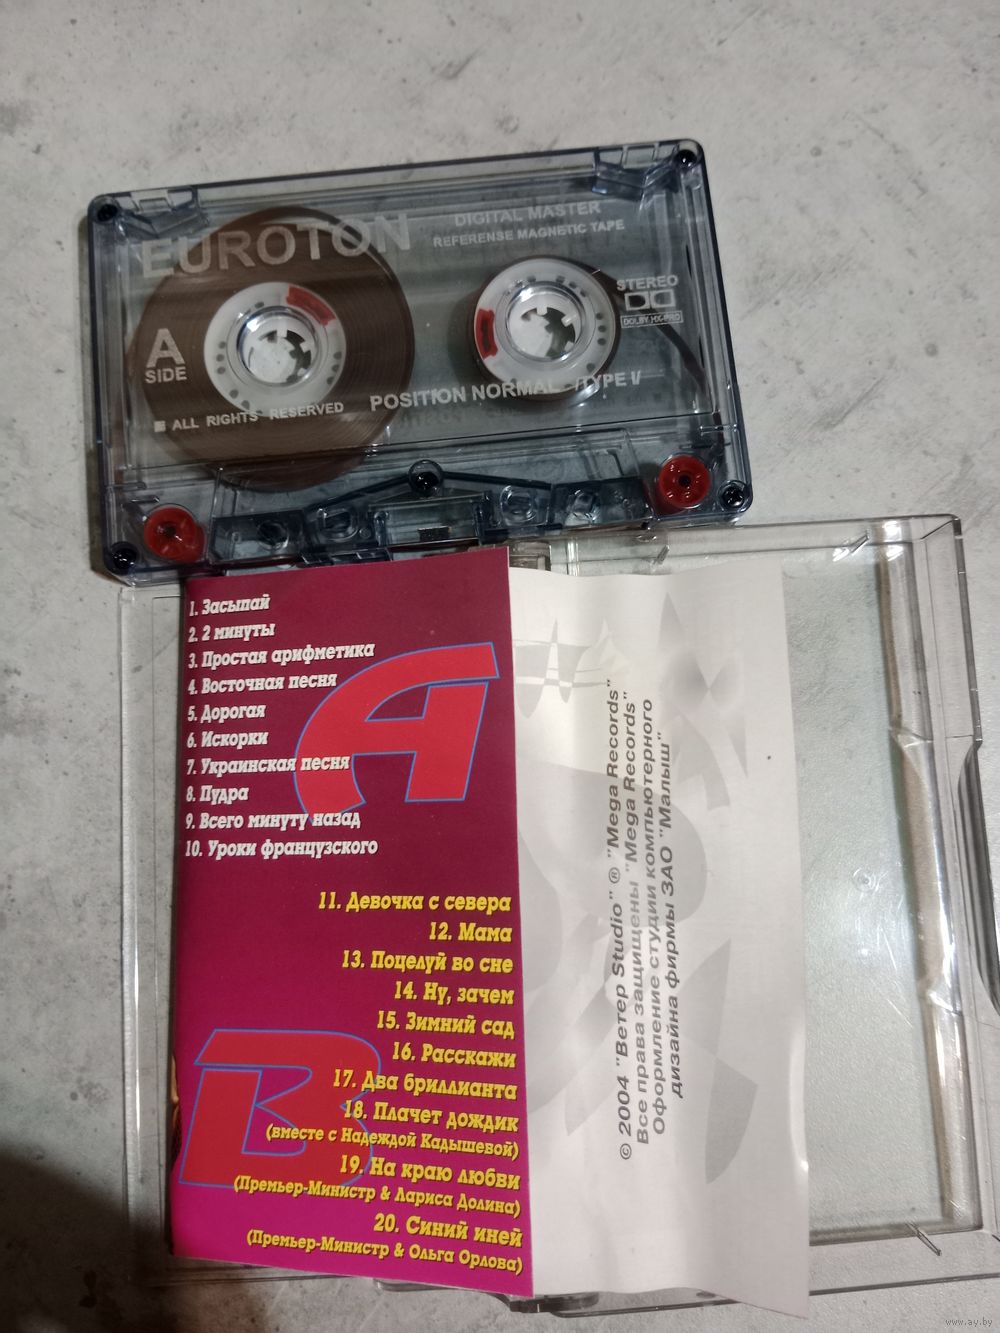 EUROTON
DIGITAL MASTER
REFERENSE MAGNETIC TAPE
STEREO
DOLBY HX-PRO
A
SIDE
POSITION NORMAL /TYPE I/
ALL RIGHTS RESERVED
A
1. Засыпай
2. 2 минуты
3. Простая арифметика
4. Восточная песня
5. Дорогая
6. Искорки
7. Украинская песня
8. Пудра
9. Всего минуту назад
10. Уроки французского
B
11. Девочка с севера
12. Мама
13. Поцелуй во сне
14. Ну, зачем
15. Зимний сад
16. Расскажи
17. Два бриллианта
18. Плачет дождик
(вместе с Надеждой Кадышевой)
19. На краю любви
(Премьер-Министр & Лариса Долина)
20. Синий иней
(Премьер-Министр & Ольга Орлова)
© 2004 "Ветер Studio" ® "Mega Records"
Все права защищены "Mega Records"
Оформление студии компьютерного
дизайна фирмы ЗАО "Малыш"
www.ay.by